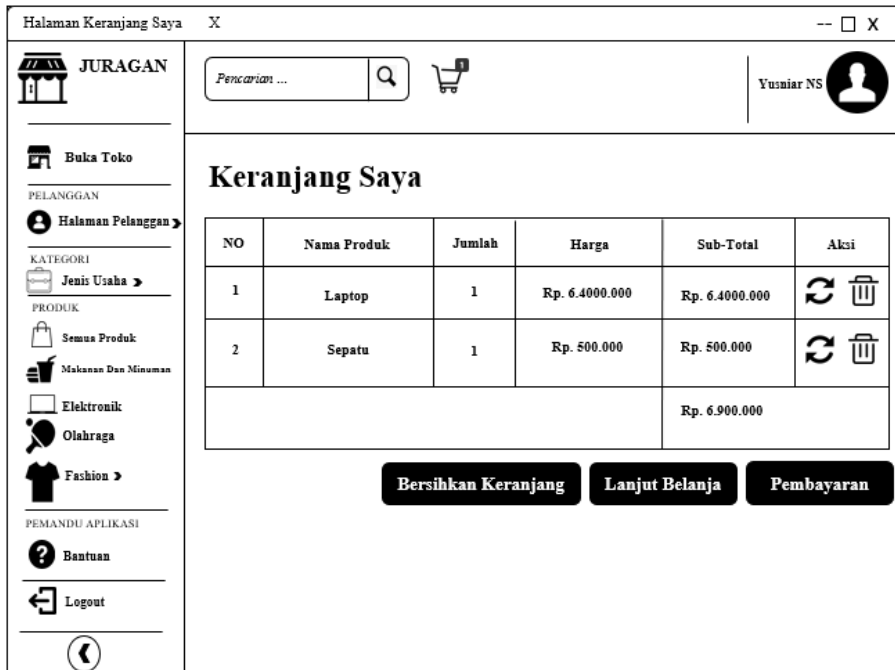 Halaman Keranjang Saya X
-- X
JURAGAN
Pencarian ...
1
Yusniar NS
Buka Toko
PELANGGAN
Halaman Pelanggan
KATEGORI
Jenis Usaha
PRODUK
Semua Produk
Makanan Dan Minuman
Elektronik
Olahraga
Fashion
PEMANDU APLIKASI
Bantuan
Logout
Keranjang Saya
NO Nama Produk Jumlah Harga Sub-Total Aksi
1 Laptop 1 Rp. 6.4000.000 Rp. 6.4000.000
2 Sepatu 1 Rp. 500.000 Rp. 500.000
Rp. 6.900.000
Bersihkan Keranjang Lanjut Belanja Pembayaran